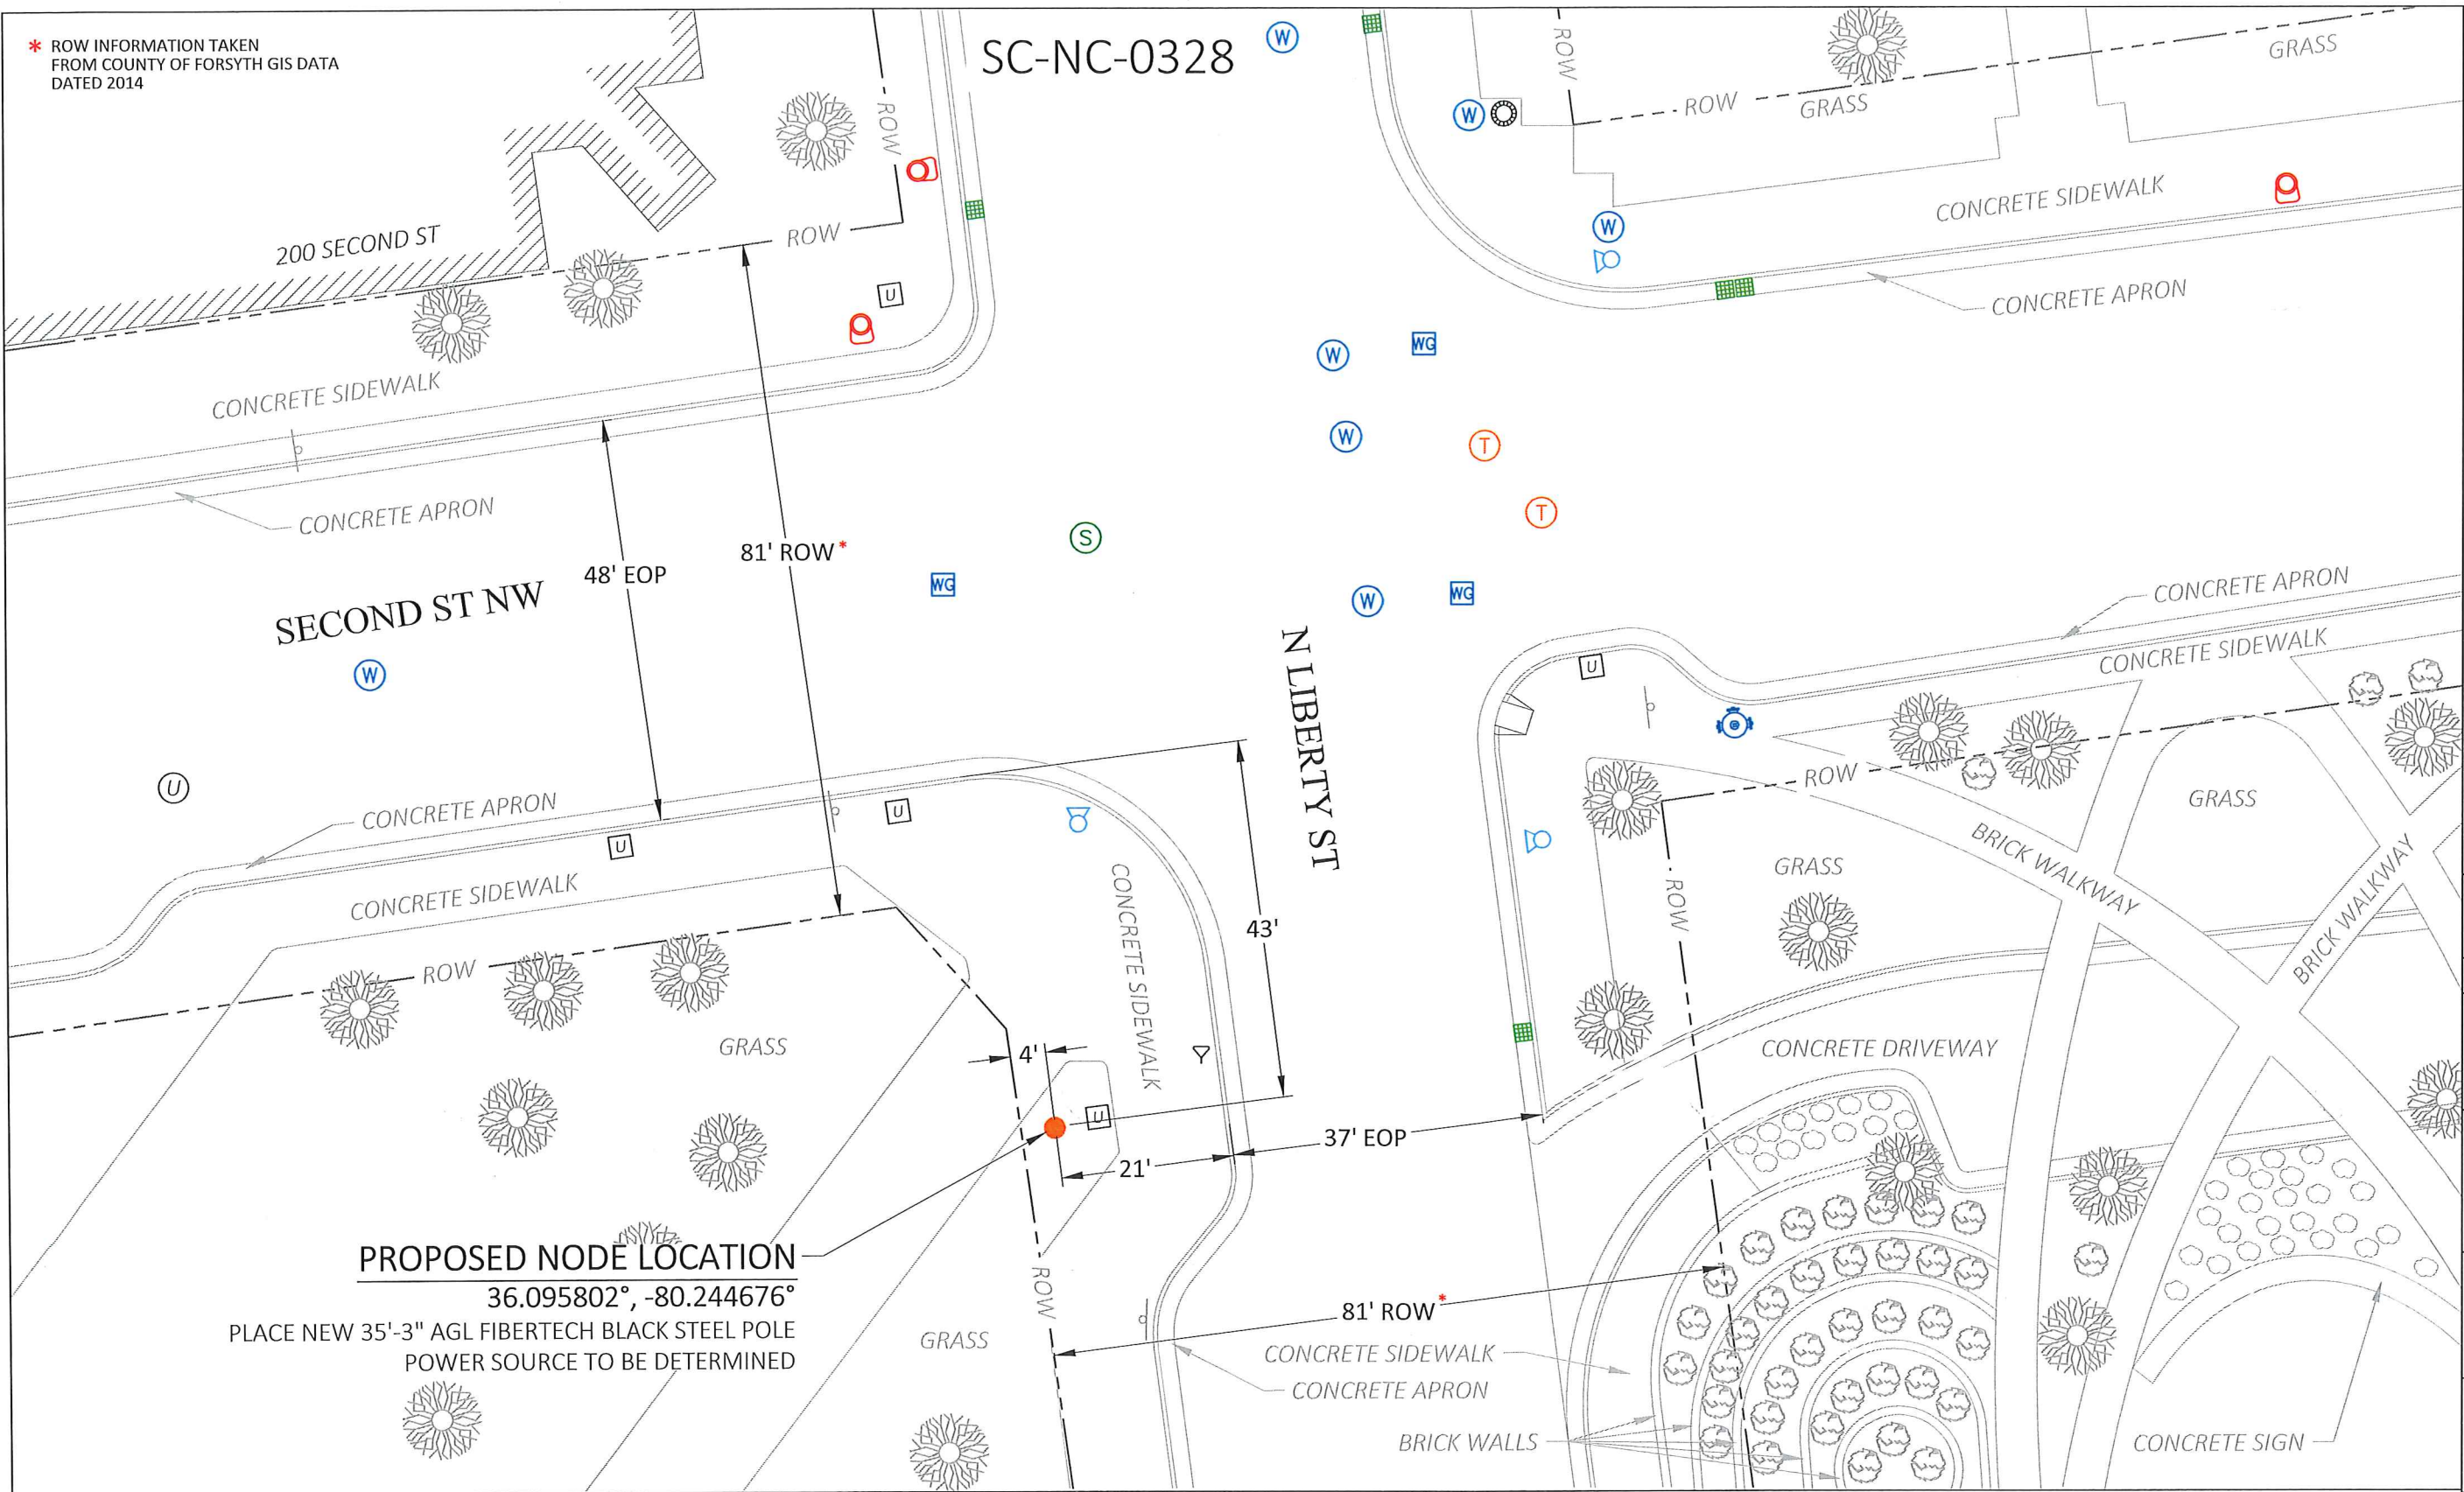 * ROW INFORMATION TAKEN
FROM COUNTY OF FORSYTH GIS DATA
DATED 2014
SC-NC-0328
W
ROW
GRASS
ROW
GRASS
ROW
W
CONCRETE SIDEWALK
W
200 SECOND ST
ROW
U
CONCRETE APRON
W
WG
CONCRETE SIDEWALK
W
T
CONCRETE APRON
T
S
81' ROW *
48' EOP
WG
W
WG
SECOND ST NW
CONCRETE APRON
CONCRETE SIDEWALK
W
N LIBERTY ST
U
U
CONCRETE APRON
U
U
ROW
GRASS
BRICK WALKWAY
GRASS
BRICK WALKWAY
CONCRETE SIDEWALK
CONCRETE SIDEWALK
ROW
43'
ROW
GRASS
4'
CONCRETE DRIVEWAY
U
37' EOP
21'
PROPOSED NODE LOCATION
36.095802°, -80.244676°
PLACE NEW 35'-3" AGL FIBERTECH BLACK STEEL POLE
POWER SOURCE TO BE DETERMINED
ROW
81' ROW *
GRASS
CONCRETE SIDEWALK
CONCRETE APRON
BRICK WALLS
CONCRETE SIGN